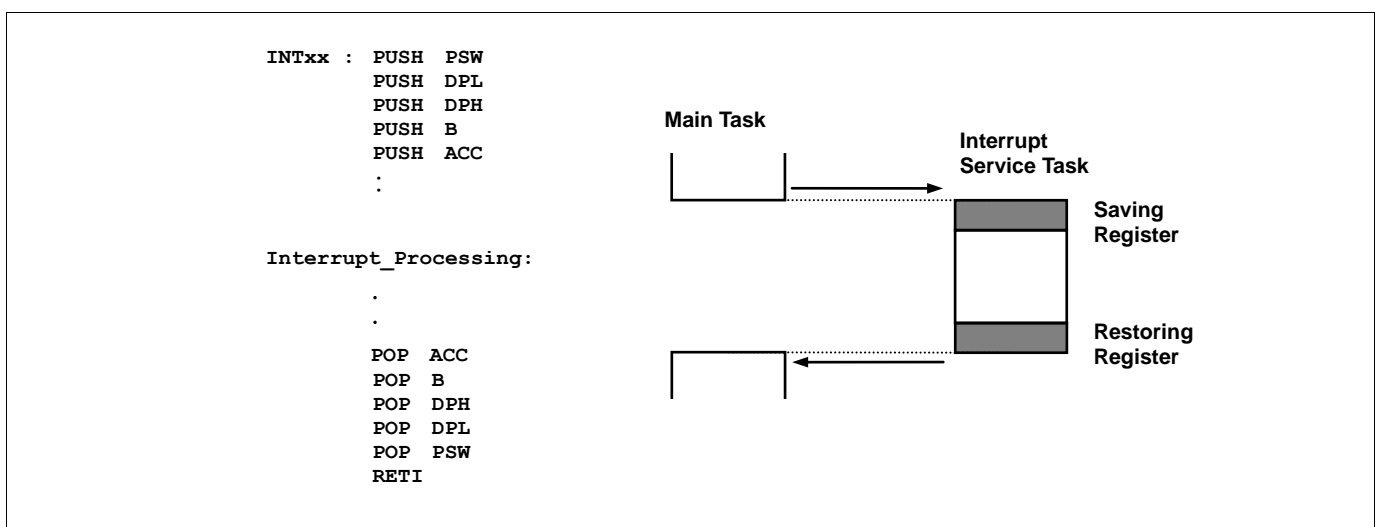 INTxx : PUSH PSW
PUSH DPL
PUSH DPH
PUSH B
PUSH ACC
:
Interrupt_Processing:
.
.
POP ACC
POP B
POP DPH
POP DPL
POP PSW
RETI
Main Task
Interrupt
Service Task
Saving
Register
Restoring
Register